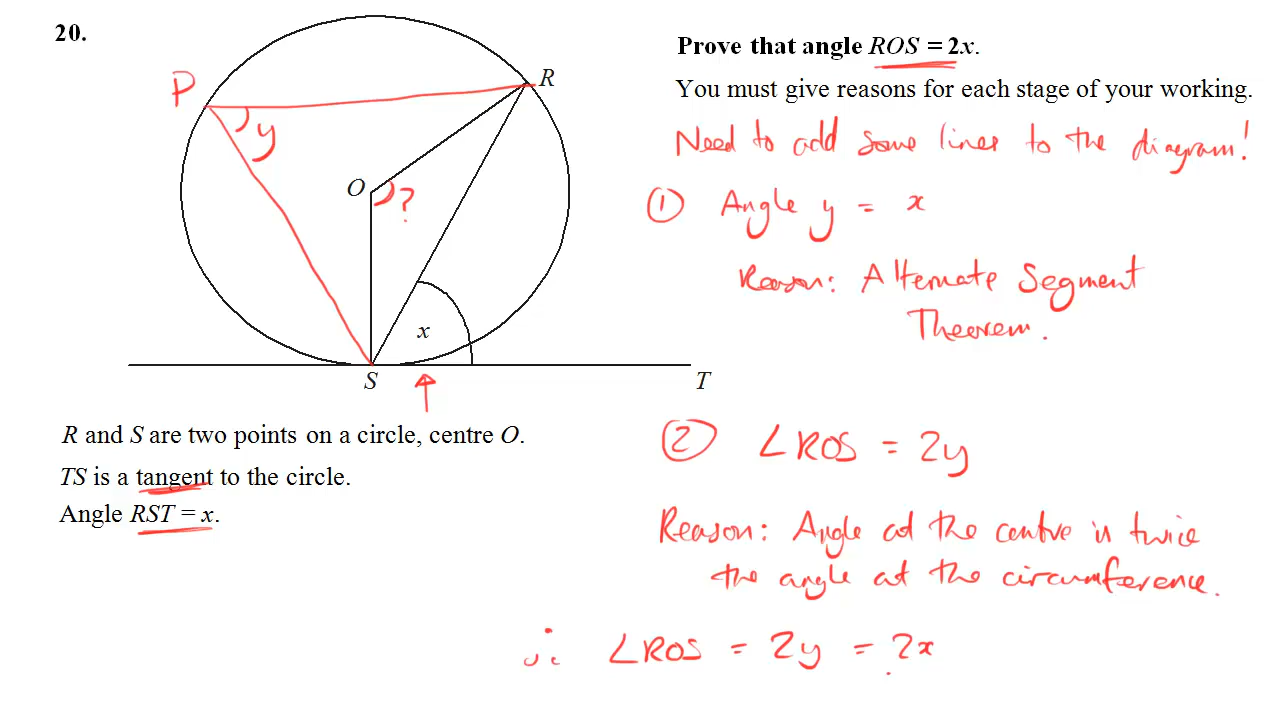 20.
P
R
y
O
?
x
S
T
R and S are two points on a circle, centre O.
TS is a tangent to the circle.
Angle RST = x.
Prove that angle ROS = 2x.
You must give reasons for each stage of your working.
Need to add some lines to the diagram!
① Angle y = x
Reason: Alternate Segment
Theorem.
② ∠ROS = 2y
Reason: Angle at the centre is twice
the angle at the circumference.
∴ ∠ROS = 2y = 2x